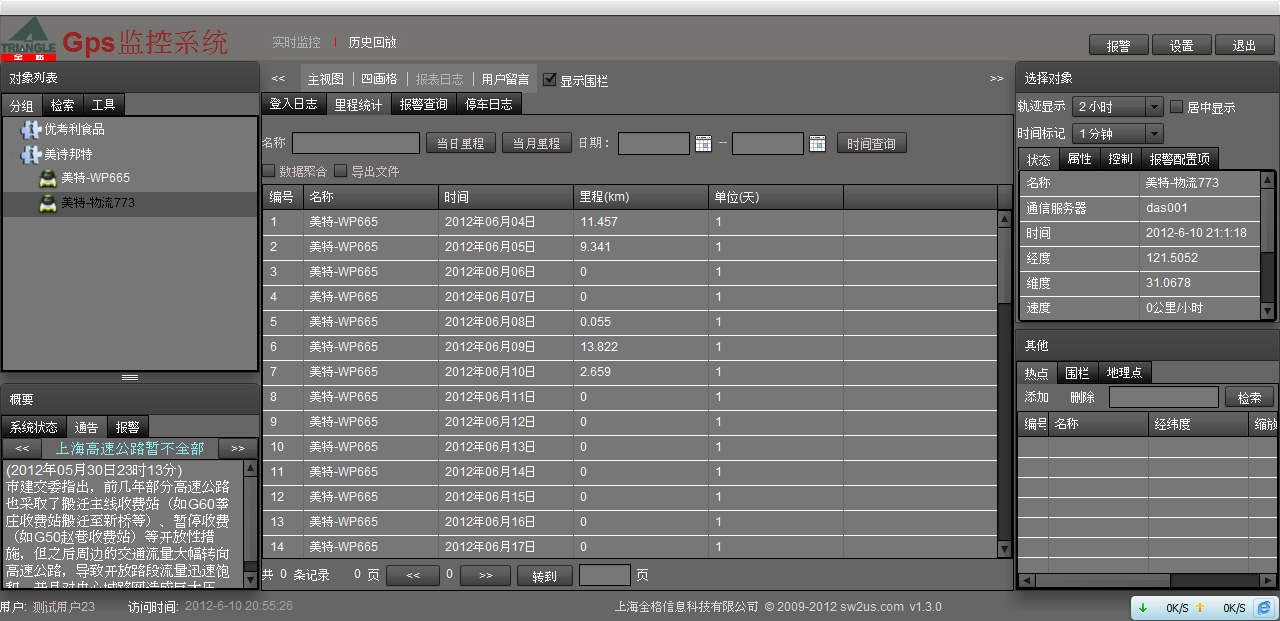 TRIANGLE
金格
Gps监控系统
实时监控 | 历史回放
报警 设置 退出
对象列表
分组 检索 工具
优考利食品
美诗邦特
美特-WP665
美特-物流773
概要
系统状态 通告 报警
<< 上海高速公路暂不全部 >>
(2012年05月30日23时13分)
市建交委指出，前几年部分高速公路
也采取了搬迁主线收费站（如G60莘
庄收费站搬迁至新桥等）、暂停收费
（如G50赵巷收费站）等开放性措
施，但之后周边的交通流量大幅转向
高速公路，导致开放路段流量迅速饱
<< 主视图 | 四画格 | 报表日志 | 用户留言 显示围栏 >>
登入日志 里程统计 报警查询 停车日志
名称 当日里程 当月里程 日期： -- 时间查询
数据聚合 导出文件
编号 名称 时间 里程(km) 单位(天)
1 美特-WP665 2012年06月04日 11.457 1
2 美特-WP665 2012年06月05日 9.341 1
3 美特-WP665 2012年06月06日 0 1
4 美特-WP665 2012年06月07日 0 1
5 美特-WP665 2012年06月08日 0.055 1
6 美特-WP665 2012年06月09日 13.822 1
7 美特-WP665 2012年06月10日 2.659 1
8 美特-WP665 2012年06月11日 0 1
9 美特-WP665 2012年06月12日 0 1
10 美特-WP665 2012年06月13日 0 1
11 美特-WP665 2012年06月14日 0 1
12 美特-WP665 2012年06月15日 0 1
13 美特-WP665 2012年06月16日 0 1
14 美特-WP665 2012年06月17日 0 1
共 0 条记录 0 页 << 0 >> 转到 页
选择对象
轨迹显示 2小时 居中显示
时间标记 1分钟
状态 属性 控制 报警配置项
名称 美特-物流773
通信服务器 das001
时间 2012-6-10 21:1:18
经度 121.5052
维度 31.0678
速度 0公里/小时
其他
热点 围栏 地理点
添加 删除 检索
编号 名称 经纬度 缩放
用户: 测试用户23 访问时间: 2012-6-10 20:55:26
上海全格信息科技有限公司 © 2009-2012 sw2us.com v1.3.0
0K/S 0K/S